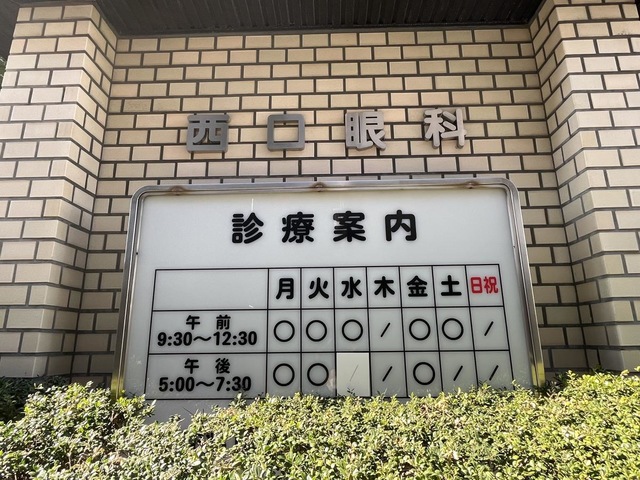 西口眼科
診療案内
月 火 水 木 金 土 日祝
午前 9:30～12:30 ○ ○ ○ / ○ ○ /
午後 5:00～7:30 ○ ○ / / ○ / /